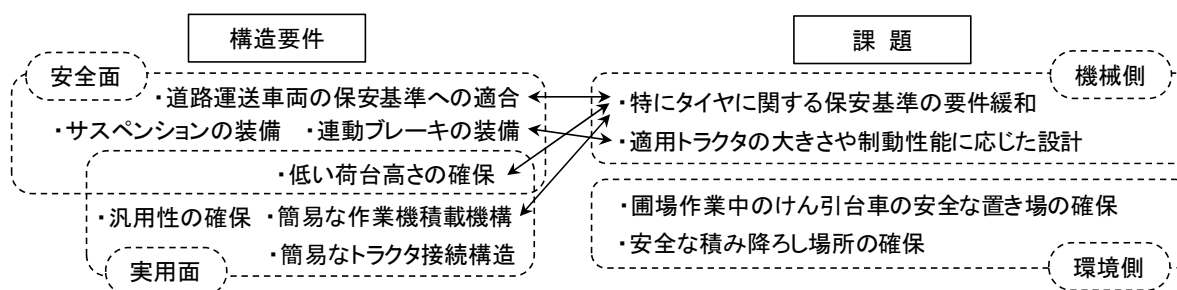 構造要件
安全面
・道路運送車両の保安基準への適合
・サスペンションの装備 ・連動ブレーキの装備
・低い荷台高さの確保
・汎用性の確保 ・簡易な作業機積載機構
・簡易なトラクタ接続構造
実用面
課 題
機械側
・特にタイヤに関する保安基準の要件緩和
・適用トラクタの大きさや制動性能に応じた設計
・圃場作業中のけん引台車の安全な置き場の確保
・安全な積み降ろし場所の確保
環境側